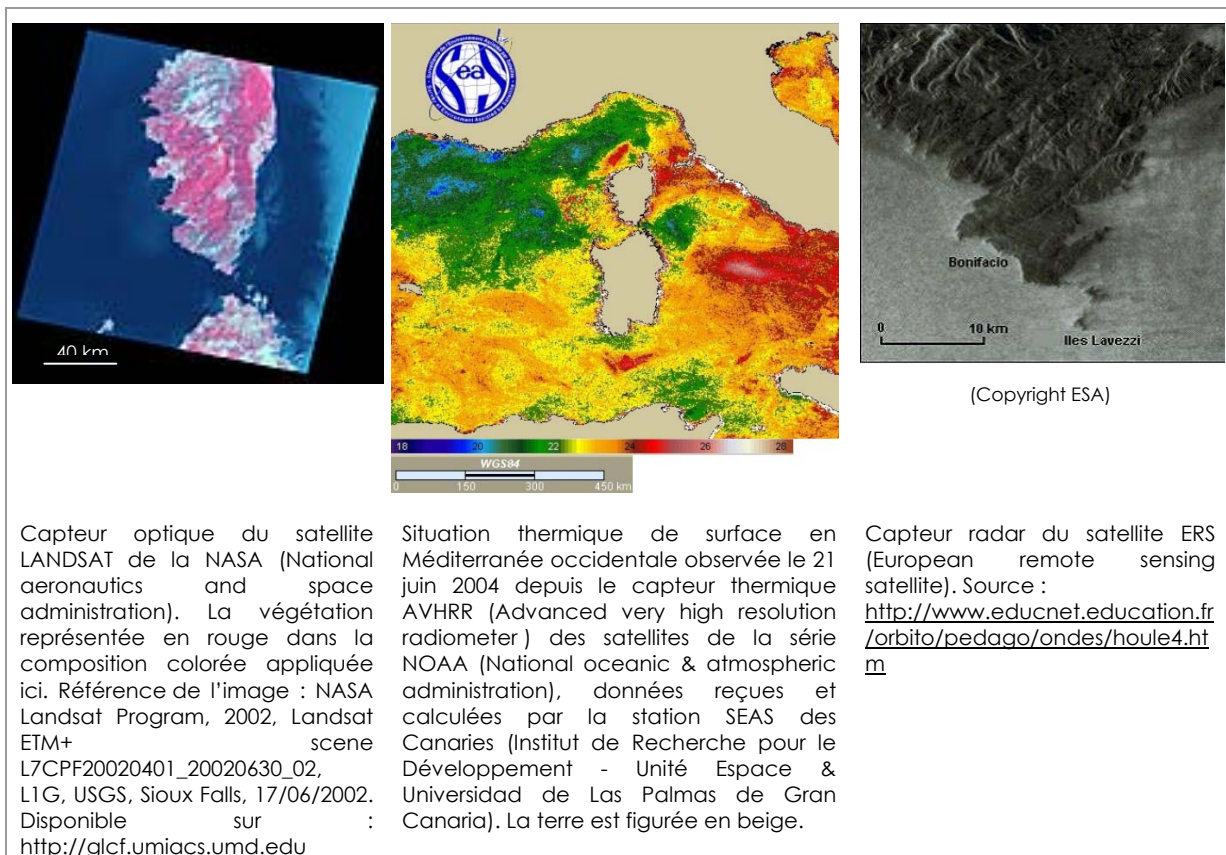 40 km
SeaS
18 20 22 24 26 28
WGS84
0 150 300 450 km
Bonifacio
0 10 km
Iles Lavezzi
(Copyright ESA)
Capteur optique du satellite
LANDSAT de la NASA (National
aeronautics and space
administration). La végétation
représentée en rouge dans la
composition colorée appliquée
ici. Référence de l’image : NASA
Landsat Program, 2002, Landsat
ETM+ scene
L7CPF20020401_20020630_02,
L1G, USGS, Sioux Falls, 17/06/2002.
Disponible sur :
http://glcf.umiacs.umd.edu
Situation thermique de surface en
Méditerranée occidentale observée le 21
juin 2004 depuis le capteur thermique
AVHRR (Advanced very high resolution
radiometer ) des satellites de la série
NOAA (National oceanic & atmospheric
administration), données reçues et
calculées par la station SEAS des
Canaries (Institut de Recherche pour le
Développement - Unité Espace &
Universidad de Las Palmas de Gran
Canaria). La terre est figurée en beige.
Capteur radar du satellite ERS
(European remote sensing
satellite). Source :
http://www.educnet.education.fr
/orbito/pedago/ondes/houle4.ht
m